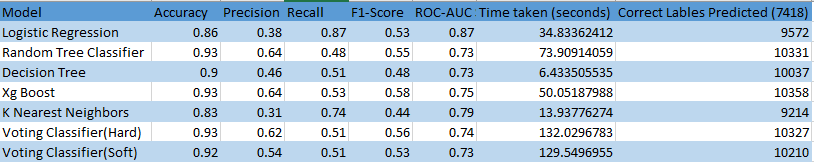 Model Accuracy Precision Recall F1-Score ROC-AUC Time taken (seconds) Correct Lables Predicted (7418)
Logistic Regression 0.86 0.38 0.87 0.53 0.87 34.83362412 9572
Random Tree Classifier 0.93 0.64 0.48 0.55 0.73 73.90914059 10331
Decision Tree 0.9 0.46 0.51 0.48 0.73 6.433505535 10037
Xg Boost 0.93 0.64 0.53 0.58 0.75 50.05187988 10358
K Nearest Neighbors 0.83 0.31 0.74 0.44 0.79 13.93776274 9214
Voting Classifier(Hard) 0.93 0.62 0.51 0.56 0.74 132.0296783 10327
Voting Classifier(Soft) 0.92 0.54 0.51 0.53 0.73 129.5496955 10210